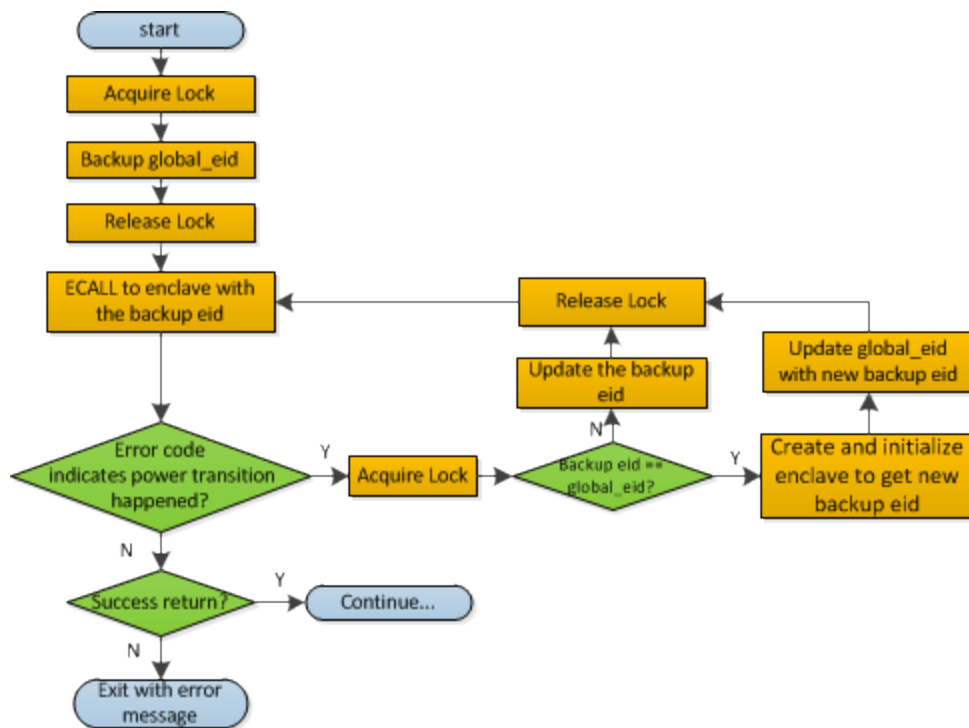 start
Acquire Lock
Backup global_eid
Release Lock
ECALL to enclave with
the backup eid
Release Lock
Update global_eid
with new backup eid
Update the backup
eid
N
Error code
indicates power transition
happened?
Y
Acquire Lock
Backup eid ==
global_eid?
Y
Create and initialize
enclave to get new
backup eid
N
Success return?
Y
Continue...
N
Exit with error
message